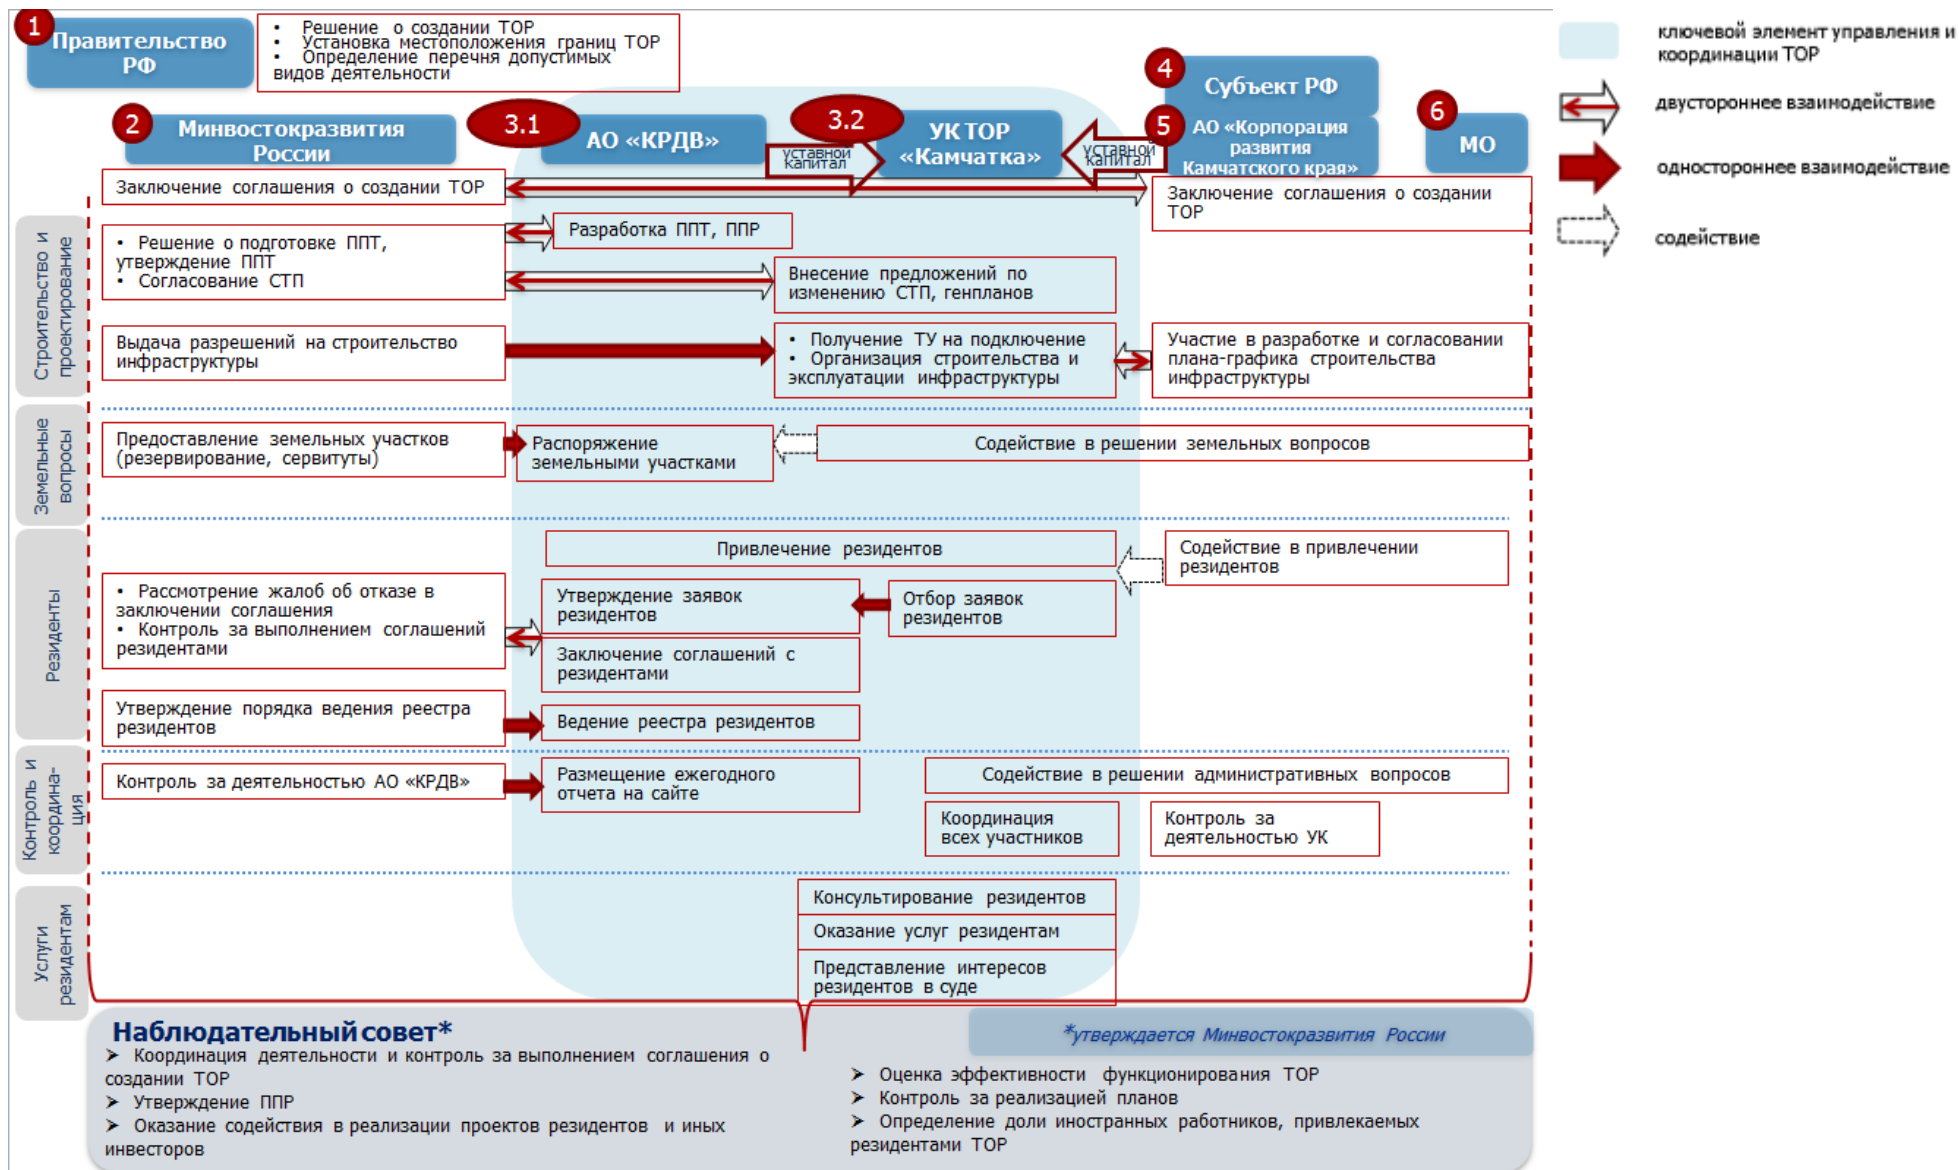 1
Правительство
РФ
• Решение о создании ТОР
• Установка местоположения границ ТОР
• Определение перечня допустимых
видов деятельности
ключевой элемент управления и
координации ТОР
двустороннее взаимодействие
одностороннее взаимодействие
содействие
2
Минвостокразвития
России
3.1
АО «КРДВ»
уставной
капитал
3.2
УК ТОР
«Камчатка»
уставной
капитал
4
Субъект РФ
5
АО «Корпорация
развития
Камчатского края»
6
МО
Заключение соглашения о создании ТОР
Заключение соглашения о создании
ТОР
Строительство и
проектирование
• Решение о подготовке ППТ,
утверждение ППТ
• Согласование СТП
Разработка ППТ, ППР
Внесение предложений по
изменению СТП, генпланов
Выдача разрешений на строительство
инфраструктуры
• Получение ТУ на подключение
• Организация строительства и
эксплуатации инфраструктуры
Участие в разработке и согласовании
плана-графика строительства
инфраструктуры
Земельные
вопросы
Предоставление земельных участков
(резервирование, сервитуты)
Распоряжение
земельными участками
Содействие в решении земельных вопросов
Резиденты
Привлечение резидентов
Содействие в привлечении
резидентов
• Рассмотрение жалоб об отказе в
заключении соглашения
• Контроль за выполнением соглашений
резидентами
Утверждение заявок
резидентов
Отбор заявок
резидентов
Заключение соглашений с
резидентами
Утверждение порядка ведения реестра
резидентов
Ведение реестра резидентов
Контроль и
координа-
ция
Контроль за деятельностью АО «КРДВ»
Размещение ежегодного
отчета на сайте
Содействие в решении административных вопросов
Координация
всех участников
Контроль за
деятельностью УК
Услуги
резидентам
Консультирование резидентов
Оказание услуг резидентам
Представление интересов
резидентов в суде
Наблюдательный совет*
➢ Координация деятельности и контроль за выполнением соглашения о
создании ТОР
➢ Утверждение ППР
➢ Оказание содействия в реализации проектов резидентов и иных
инвесторов
*утверждается Минвостокразвития России
➢ Оценка эффективности функционирования ТОР
➢ Контроль за реализацией планов
➢ Определение доли иностранных работников, привлекаемых
резидентами ТОР